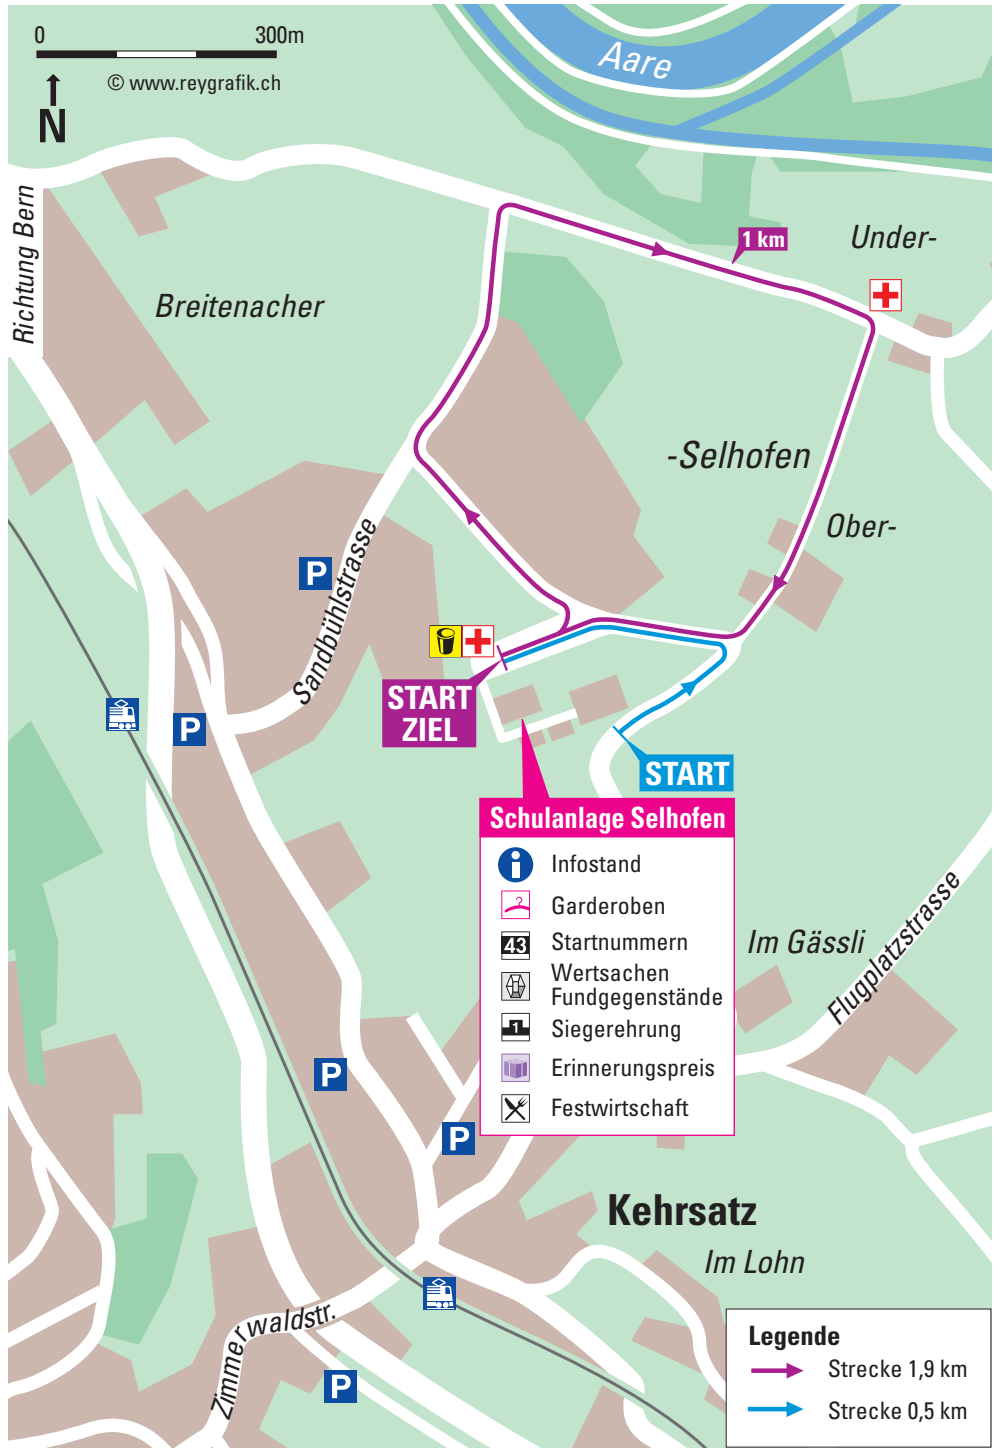 0 300m
© www.reygrafik.ch
N
Aare
Richtung Bern
1 km
Under-
Breitenacher
-Selhofen
Ober-
P
Sandbühlstrasse
START
ZIEL
P
START
Schulanlage Selhofen
Infostand
Garderoben
43 Startnummern
Wertsachen
Fundgegenstände
1 Siegerehrung
Erinnerungspreis
Festwirtschaft
Im Gässli
Flugplatzstrasse
P
P
Kehrsatz
Im Lohn
Zimmerwaldstr.
P
Legende
Strecke 1,9 km
Strecke 0,5 km